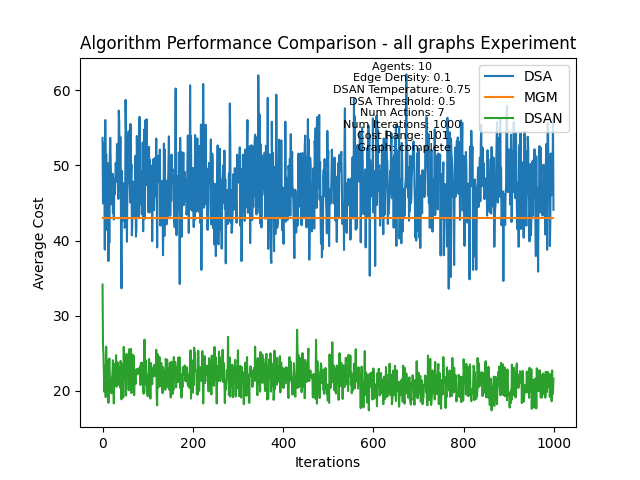 Algorithm Performance Comparison - all graphs Experiment
Agents: 10
Edge Density: 0.1
DSAN Temperature: 0.75
DSA Threshold: 0.5
Num Actions: 7
Num Iterations: 1000
Cost Range: 101
Graph: complete
DSA
MGM
DSAN
Average Cost
60
50
40
30
20
0
200
400
600
800
1000
Iterations